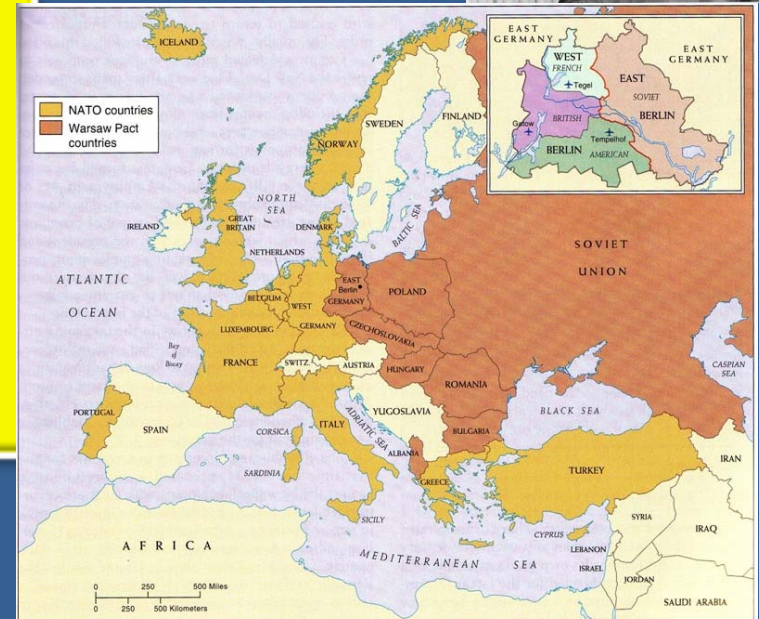 ICELAND
NATO countries
Warsaw Pact
countries
NORWAY
SWEDEN
FINLAND
NORTH
SEA
IRELAND
GREAT
BRITAIN
DENMARK
BALTIC SEA
NETHERLANDS
ATLANTIC
OCEAN
BELGIUM
WEST
GERMANY
EAST
Berlin
GERMANY
POLAND
SOVIET
UNION
LUXEMBOURG
CZECHOSLOVAKIA
Bay
of
Biscay
FRANCE
SWITZ.
AUSTRIA
HUNGARY
ROMANIA
CASPIAN
SEA
PORTUGAL
SPAIN
CORSICA
ITALY
ADRIATIC SEA
YUGOSLAVIA
BLACK SEA
BULGARIA
ALBANIA
SARDINIA
GREECE
TURKEY
IRAN
SICILY
CYPRUS
SYRIA
IRAQ
LEBANON
ISRAEL
JORDAN
SAUDI ARABIA
AFRICA
MEDITERRANEAN SEA
0 250 500 Miles
0 250 500 Kilometers
EAST
GERMANY
WEST
FRENCH
Tegel
EAST
GERMANY
EAST
SOVIET
BERLIN
BRITISH
Gatow
Tempelhof
BERLIN
AMERICAN